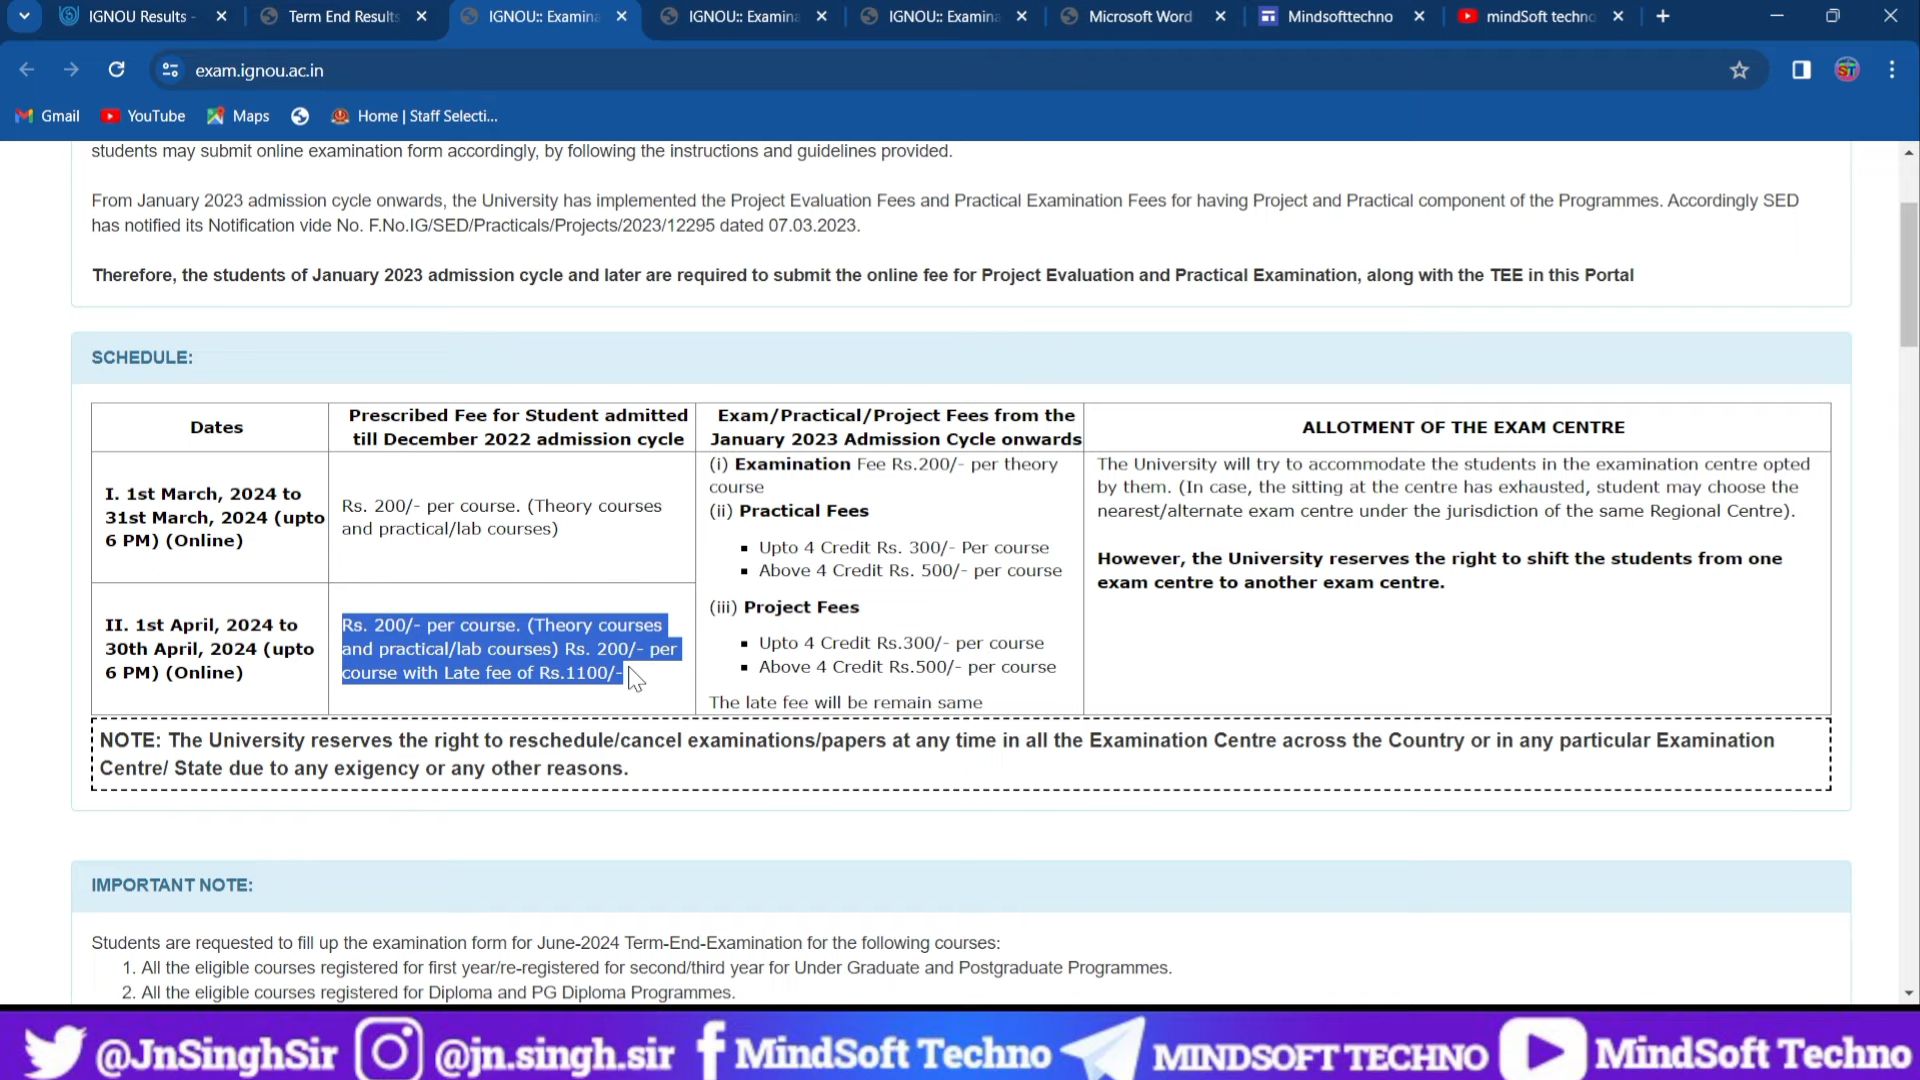 IGNOU Results -
Term End Results
IGNOU:: Examina
IGNOU:: Examina
IGNOU:: Examina
Microsoft Word
Mindsofttechno
mindSoft techno
exam.ignou.ac.in
Gmail
YouTube
Maps
Home | Staff Selecti...
students may submit online examination form accordingly, by following the instructions and guidelines provided.
From January 2023 admission cycle onwards, the University has implemented the Project Evaluation Fees and Practical Examination Fees for having Project and Practical component of the Programmes. Accordingly SED
has notified its Notification vide No. F.No.IG/SED/Practicals/Projects/2023/12295 dated 07.03.2023.
Therefore, the students of January 2023 admission cycle and later are required to submit the online fee for Project Evaluation and Practical Examination, along with the TEE in this Portal
SCHEDULE:
Dates
Prescribed Fee for Student admitted
till December 2022 admission cycle
Exam/Practical/Project Fees from the
January 2023 Admission Cycle onwards
ALLOTMENT OF THE EXAM CENTRE
I. 1st March, 2024 to
31st March, 2024 (upto
6 PM) (Online)
Rs. 200/- per course. (Theory courses
and practical/lab courses)
II. 1st April, 2024 to
30th April, 2024 (upto
6 PM) (Online)
Rs. 200/- per course. (Theory courses
and practical/lab courses) Rs. 200/- per
course with Late fee of Rs.1100/-
(i) Examination Fee Rs.200/- per theory
course
(ii) Practical Fees
▪ Upto 4 Credit Rs. 300/- Per course
▪ Above 4 Credit Rs. 500/- per course
(iii) Project Fees
▪ Upto 4 Credit Rs.300/- per course
▪ Above 4 Credit Rs.500/- per course
The late fee will be remain same
The University will try to accommodate the students in the examination centre opted
by them. (In case, the sitting at the centre has exhausted, student may choose the
nearest/alternate exam centre under the jurisdiction of the same Regional Centre).
However, the University reserves the right to shift the students from one
exam centre to another exam centre.
NOTE: The University reserves the right to reschedule/cancel examinations/papers at any time in all the Examination Centre across the Country or in any particular Examination
Centre/ State due to any exigency or any other reasons.
IMPORTANT NOTE:
Students are requested to fill up the examination form for June-2024 Term-End-Examination for the following courses:
1. All the eligible courses registered for first year/re-registered for second/third year for Under Graduate and Postgraduate Programmes.
2. All the eligible courses registered for Diploma and PG Diploma Programmes.
@JnSinghSir
@jn.singh.sir
MindSoft Techno
MINDSOFT TECHNO
MindSoft Techno